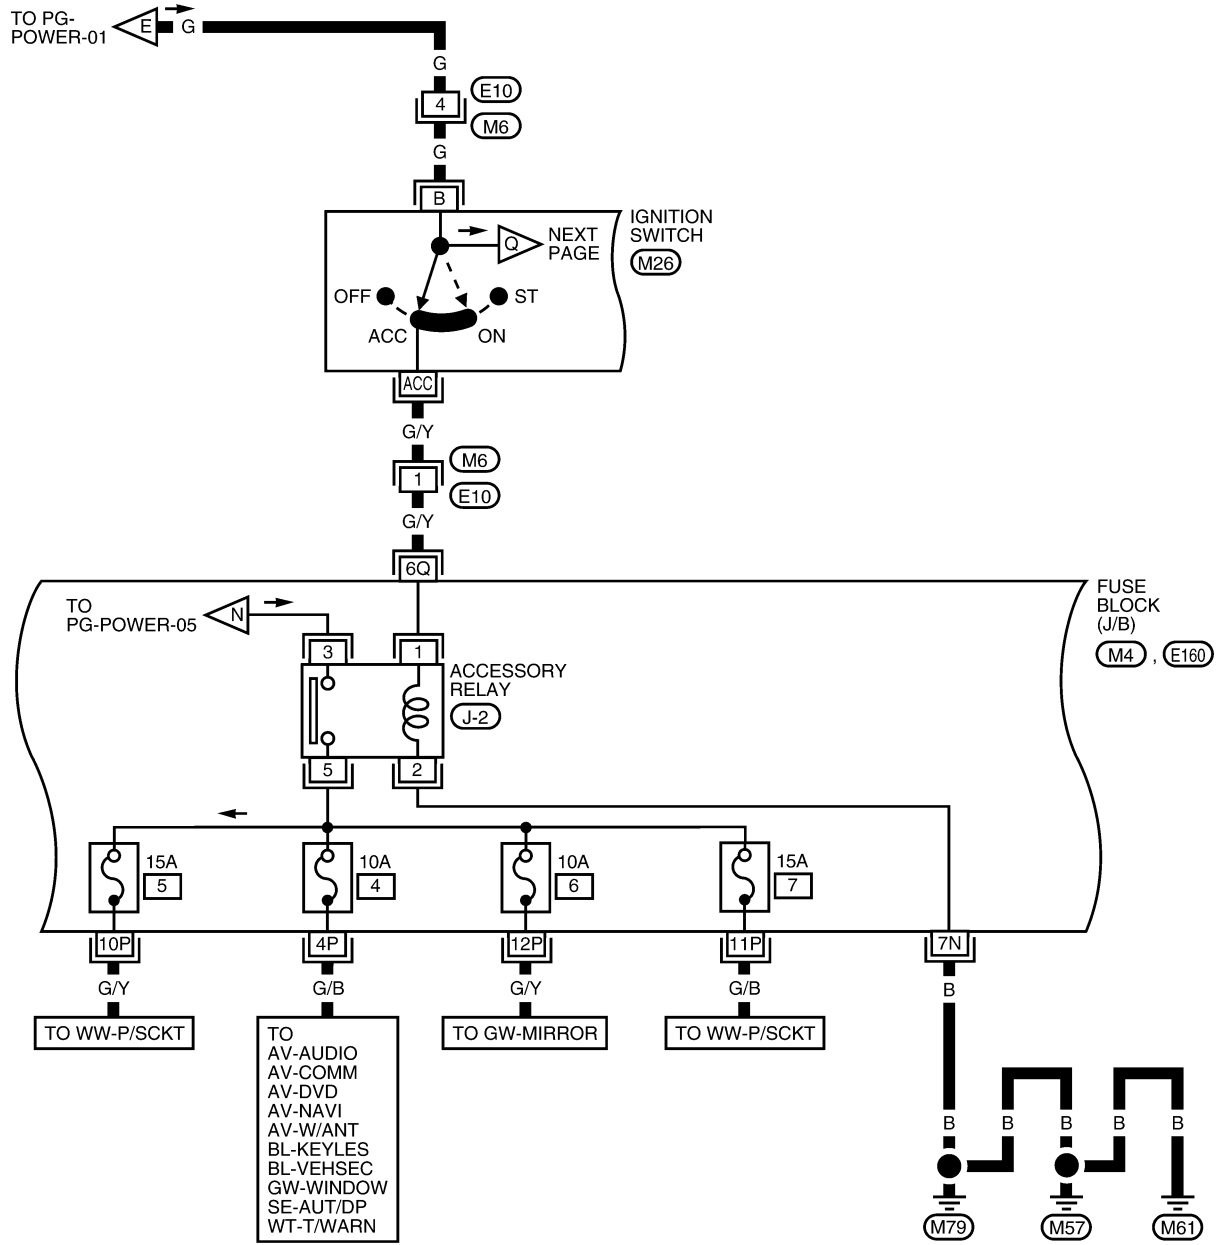 TO PG-
POWER-01
E
G
G
4
E10
M6
G
B
IGNITION
SWITCH
M26
Q
NEXT
PAGE
OFF
ST
ACC
ON
ACC
G/Y
1
M6
E10
G/Y
6Q
FUSE
BLOCK
(J/B)
M4 , E160
TO
PG-POWER-05
N
3
1
ACCESSORY
RELAY
J-2
5
2
15A
5
10A
4
10A
6
15A
7
10P
4P
12P
11P
7N
G/Y
G/B
G/Y
G/B
B
TO WW-P/SCKT
TO
AV-AUDIO
AV-COMM
AV-DVD
AV-NAVI
AV-W/ANT
BL-KEYLES
BL-VEHSEC
GW-WINDOW
SE-AUT/DP
WT-T/WARN
TO GW-MIRROR
TO WW-P/SCKT
B
B
B
B
B
M79
M57
M61